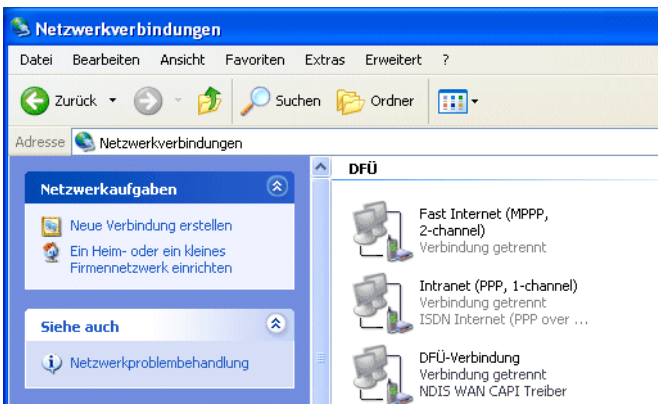 Netzwerkverbindungen
Datei Bearbeiten Ansicht Favoriten Extras Erweitert ?
Zurück Suchen Ordner
Adresse Netzwerkverbindungen
Netzwerkaufgaben
Neue Verbindung erstellen
Ein Heim- oder ein kleines
Firmennetzwerk einrichten
Siehe auch
Netzwerkproblembehandlung
DFÜ
Fast Internet (MPPP,
2-channel)
Verbindung getrennt
Intranet (PPP, 1-channel)
Verbindung getrennt
ISDN Internet (PPP over ...
DFÜ-Verbindung
Verbindung getrennt
NDIS WAN CAPI Treiber